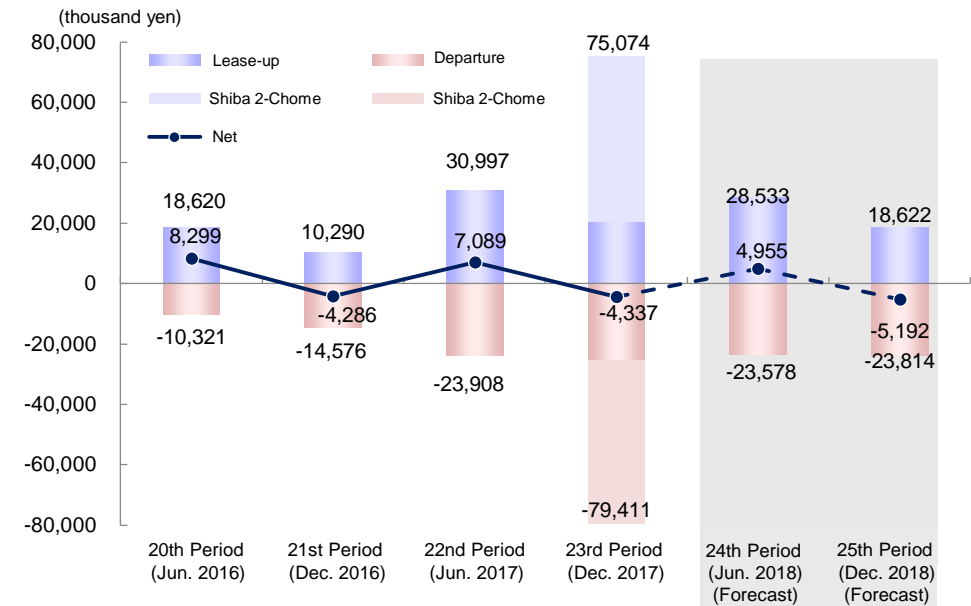 (thousand yen)
80,000
60,000
40,000
20,000
0
-20,000
-40,000
-60,000
-80,000
Lease-up
Departure
Shiba 2-Chome
Shiba 2-Chome
Net
18,620
8,299
-10,321
10,290
-4,286
-14,576
30,997
7,089
-23,908
75,074
-4,337
-79,411
28,533
4,955
-23,578
18,622
-5,192
-23,814
20th Period
(Jun. 2016)
21st Period
(Dec. 2016)
22nd Period
(Jun. 2017)
23rd Period
(Dec. 2017)
24th Period
(Jun. 2018)
(Forecast)
25th Period
(Dec. 2018)
(Forecast)